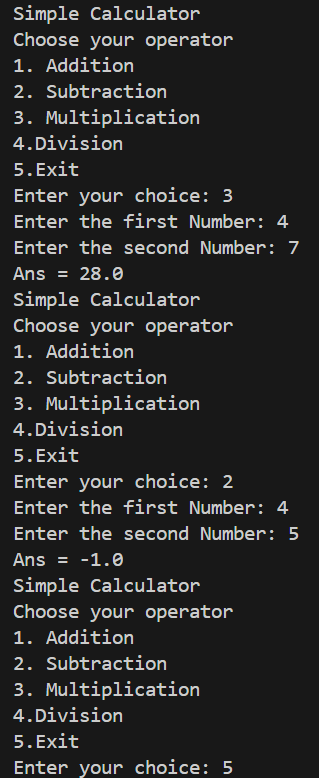 Simple Calculator
Choose your operator
1. Addition
2. Subtraction
3. Multiplication
4.Division
5.Exit
Enter your choice: 3
Enter the first Number: 4
Enter the second Number: 7
Ans = 28.0
Simple Calculator
Choose your operator
1. Addition
2. Subtraction
3. Multiplication
4.Division
5.Exit
Enter your choice: 2
Enter the first Number: 4
Enter the second Number: 5
Ans = -1.0
Simple Calculator
Choose your operator
1. Addition
2. Subtraction
3. Multiplication
4.Division
5.Exit
Enter your choice: 5